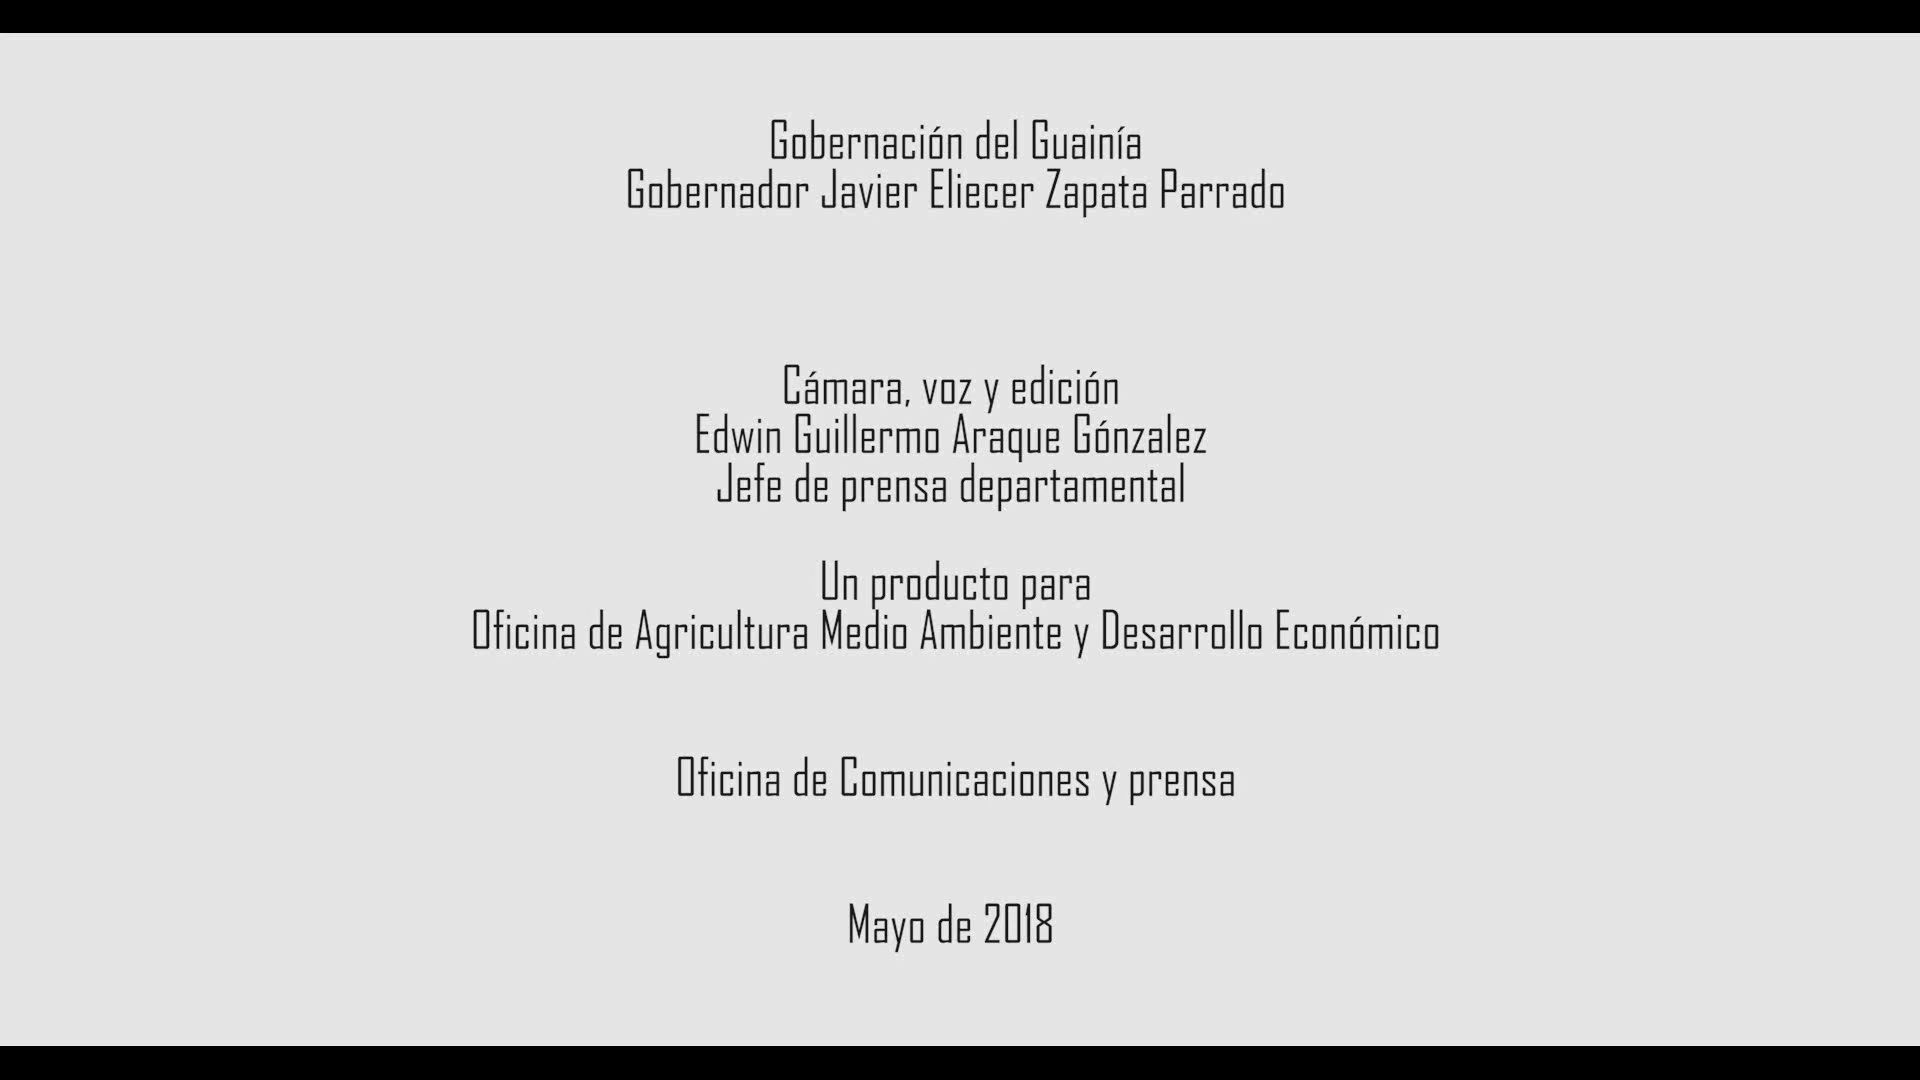 Gobernación del Guainía
Gobernador Javier Eliecer Zapata Parrado
Cámara, voz y edición
Edwin Guillermo Araque Gónzalez
Jefe de prensa departamental
Un producto para
Oficina de Agricultura Medio Ambiente y Desarrollo Económico
Oficina de Comunicaciones y prensa
Mayo de 2018